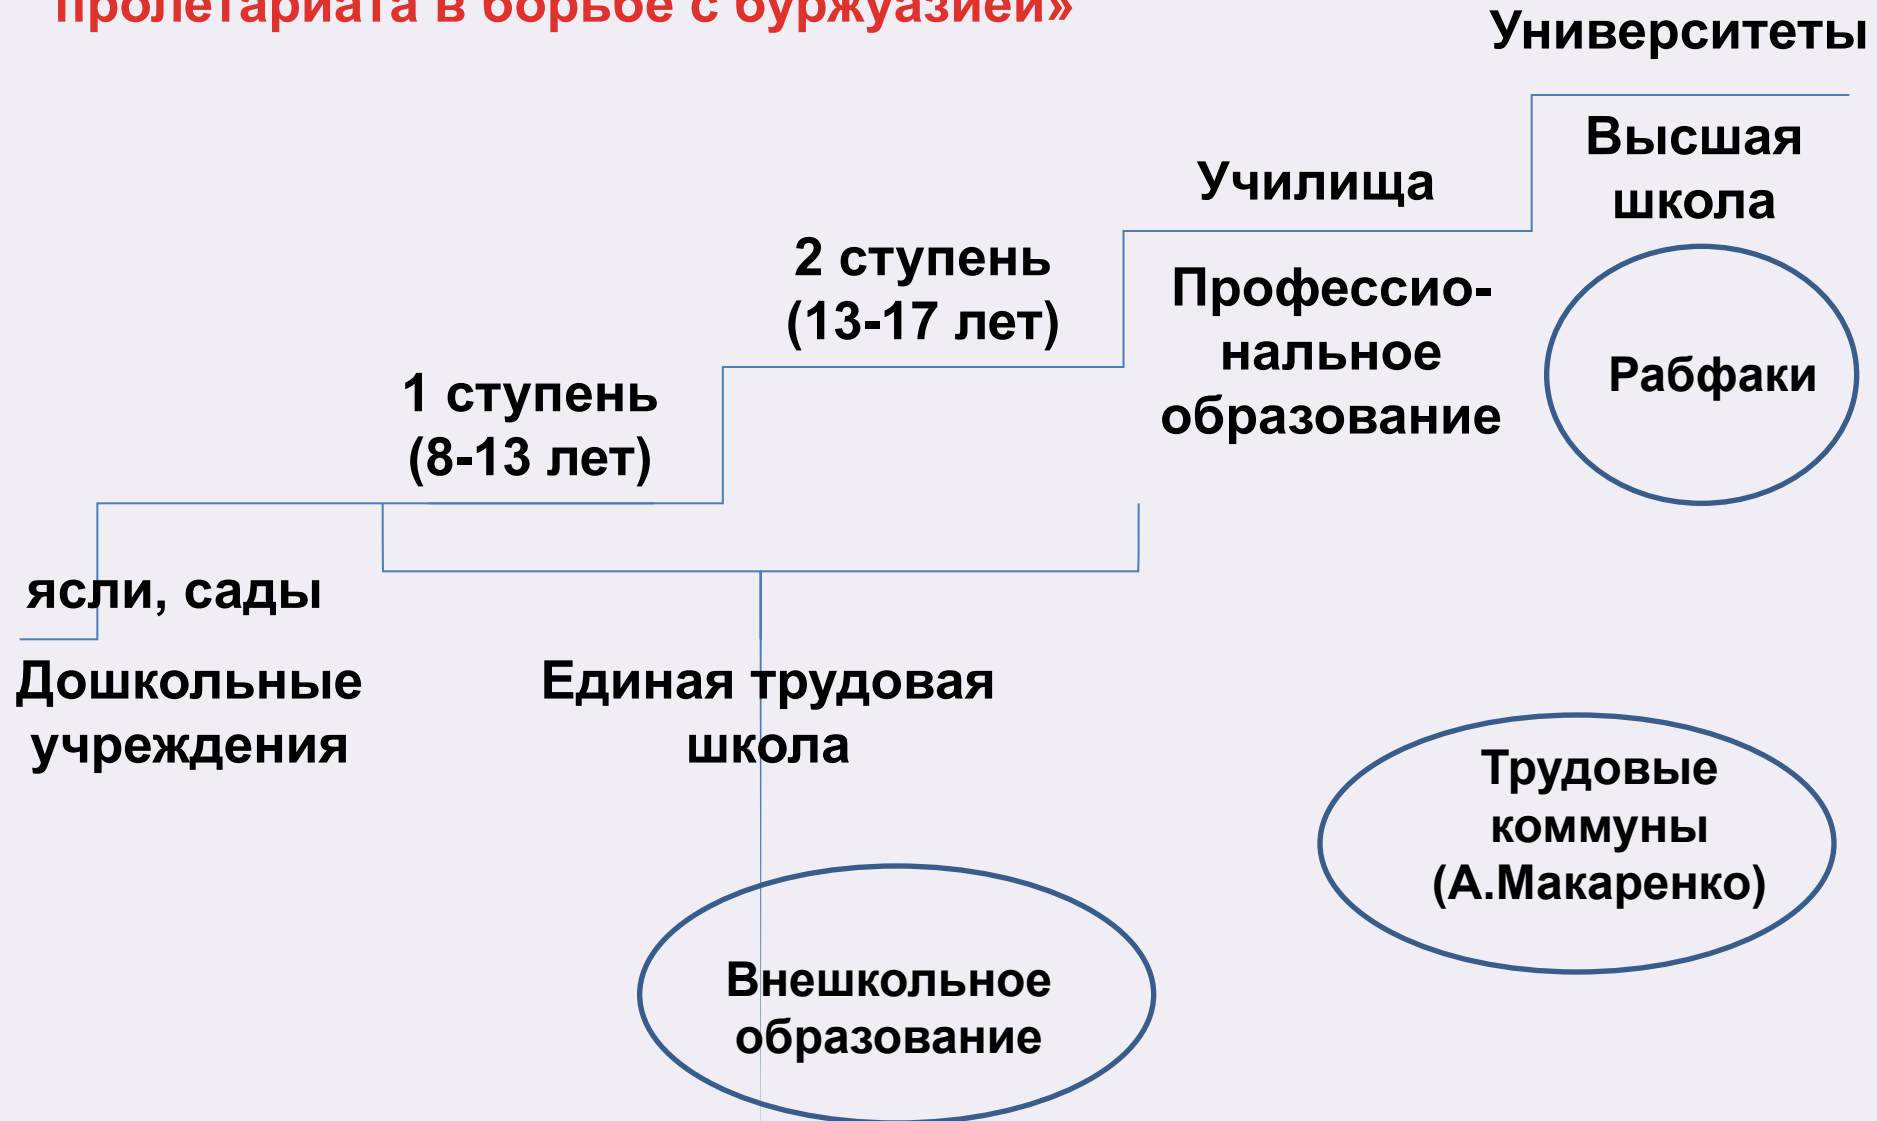 пролетариата в борьбе с буржуазией»
Университеты
Высшая
школа
Училища
2 ступень
(13-17 лет)
Профессио-
нальное
образование
Рабфаки
1 ступень
(8-13 лет)
ясли, сады
Дошкольные
учреждения
Единая трудовая
школа
Трудовые
коммуны
(А.Макаренко)
Внешкольное
образование